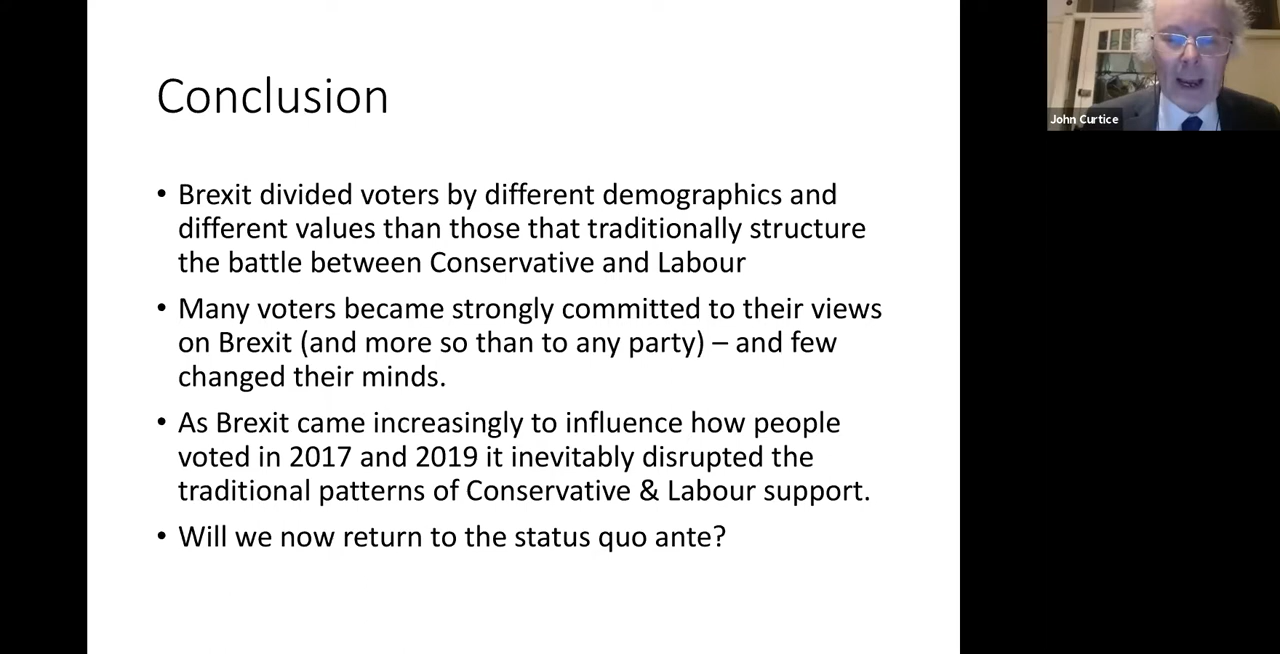 Conclusion
• Brexit divided voters by different demographics and
different values than those that traditionally structure
the battle between Conservative and Labour
• Many voters became strongly committed to their views
on Brexit (and more so than to any party) – and few
changed their minds.
• As Brexit came increasingly to influence how people
voted in 2017 and 2019 it inevitably disrupted the
traditional patterns of Conservative & Labour support.
• Will we now return to the status quo ante?
John Curtice